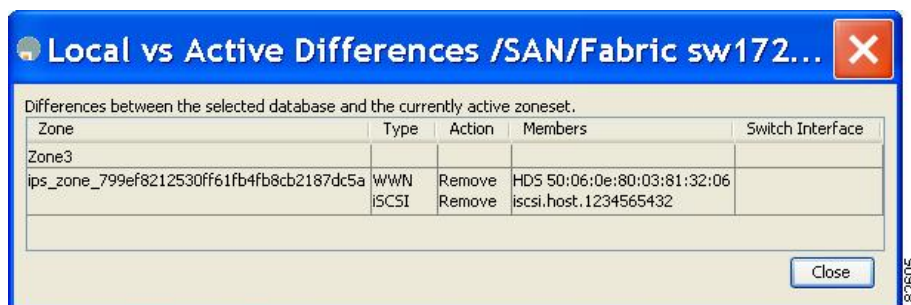 Local vs Active Differences /SAN/Fabric sw172...
Differences between the selected database and the currently active zoneset.
Zone Type Action Members Switch Interface
Zone3
ips_zone_799ef8212530ff61fb4fb8cb2187dc5a WWN Remove HDS 50:06:0e:80:03:81:32:06
iSCSI Remove iscsi.host.1234565432
Close